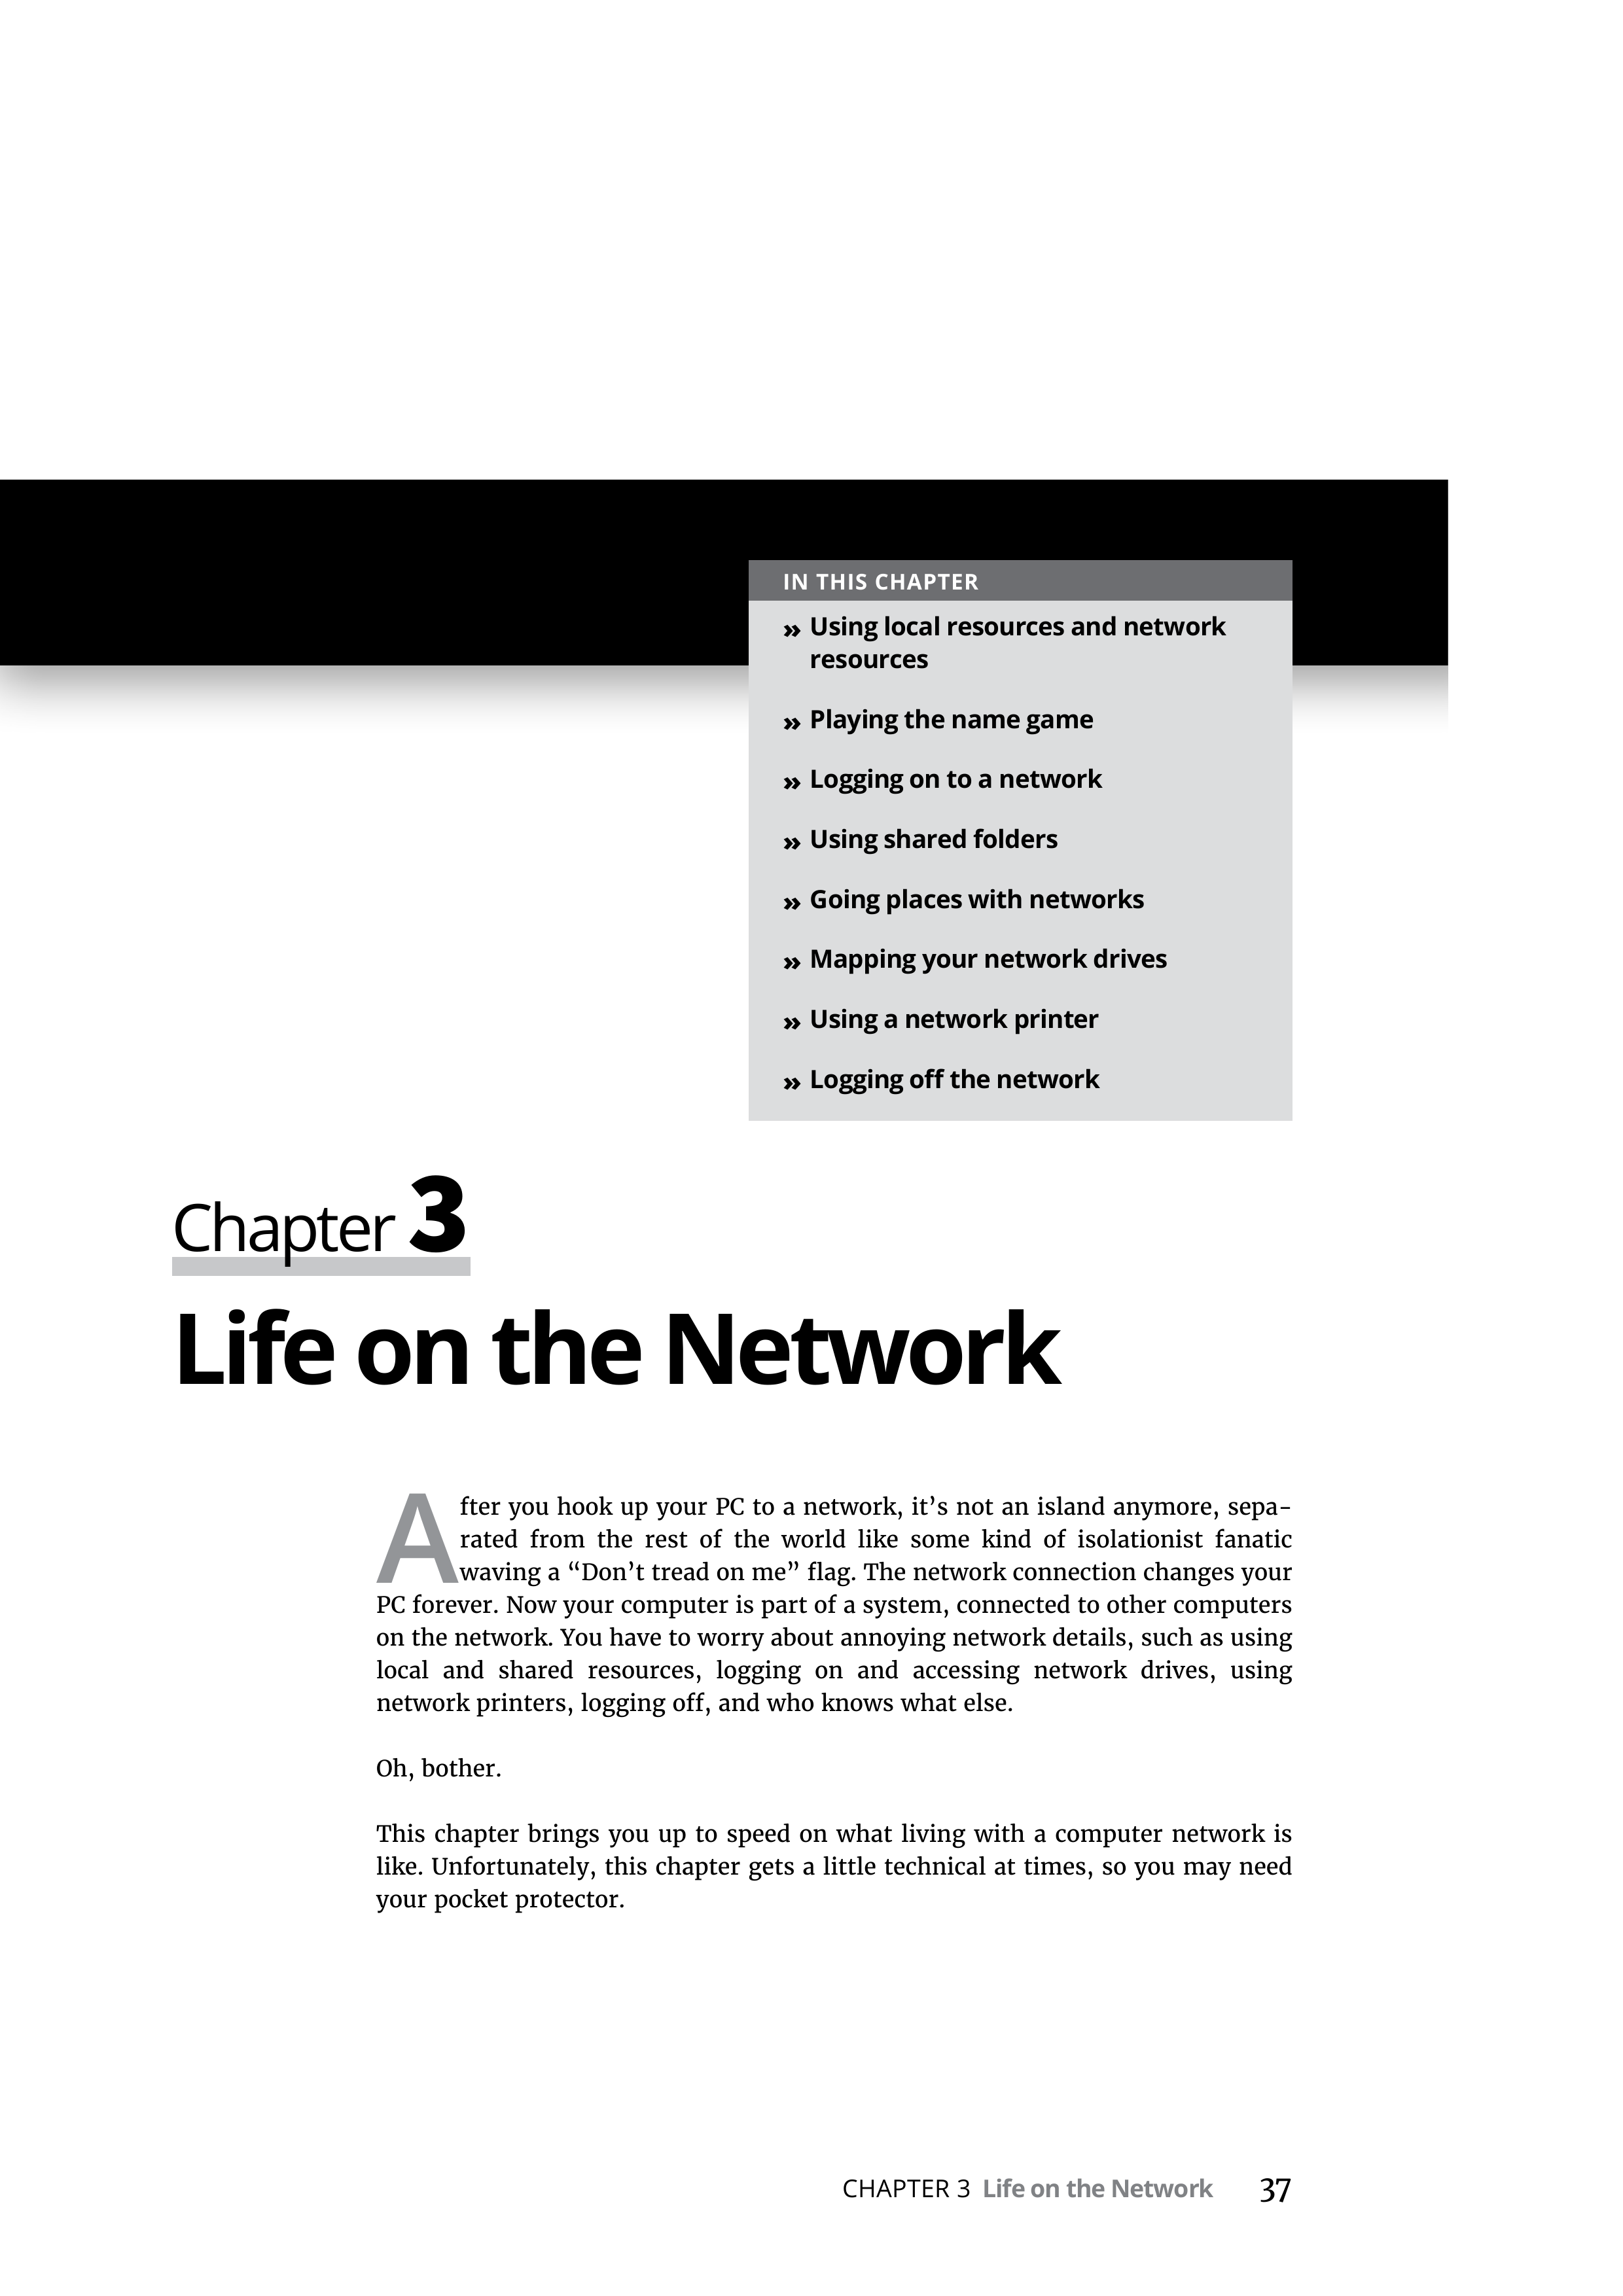 IN THIS CHAPTER
» Using local resources and network
resources
» Playing the name game
» Logging on to a network
» Using shared folders
» Going places with networks
» Mapping your network drives
» Using a network printer
» Logging off the network
Chapter 3
Life on the Network
After you hook up your PC to a network, it’s not an island anymore, sepa-
rated from the rest of the world like some kind of isolationist fanatic
waving a “Don’t tread on me” flag. The network connection changes your
PC forever. Now your computer is part of a system, connected to other computers
on the network. You have to worry about annoying network details, such as using
local and shared resources, logging on and accessing network drives, using
network printers, logging off, and who knows what else.
Oh, bother.
This chapter brings you up to speed on what living with a computer network is
like. Unfortunately, this chapter gets a little technical at times, so you may need
your pocket protector.
CHAPTER 3 Life on the Network 37